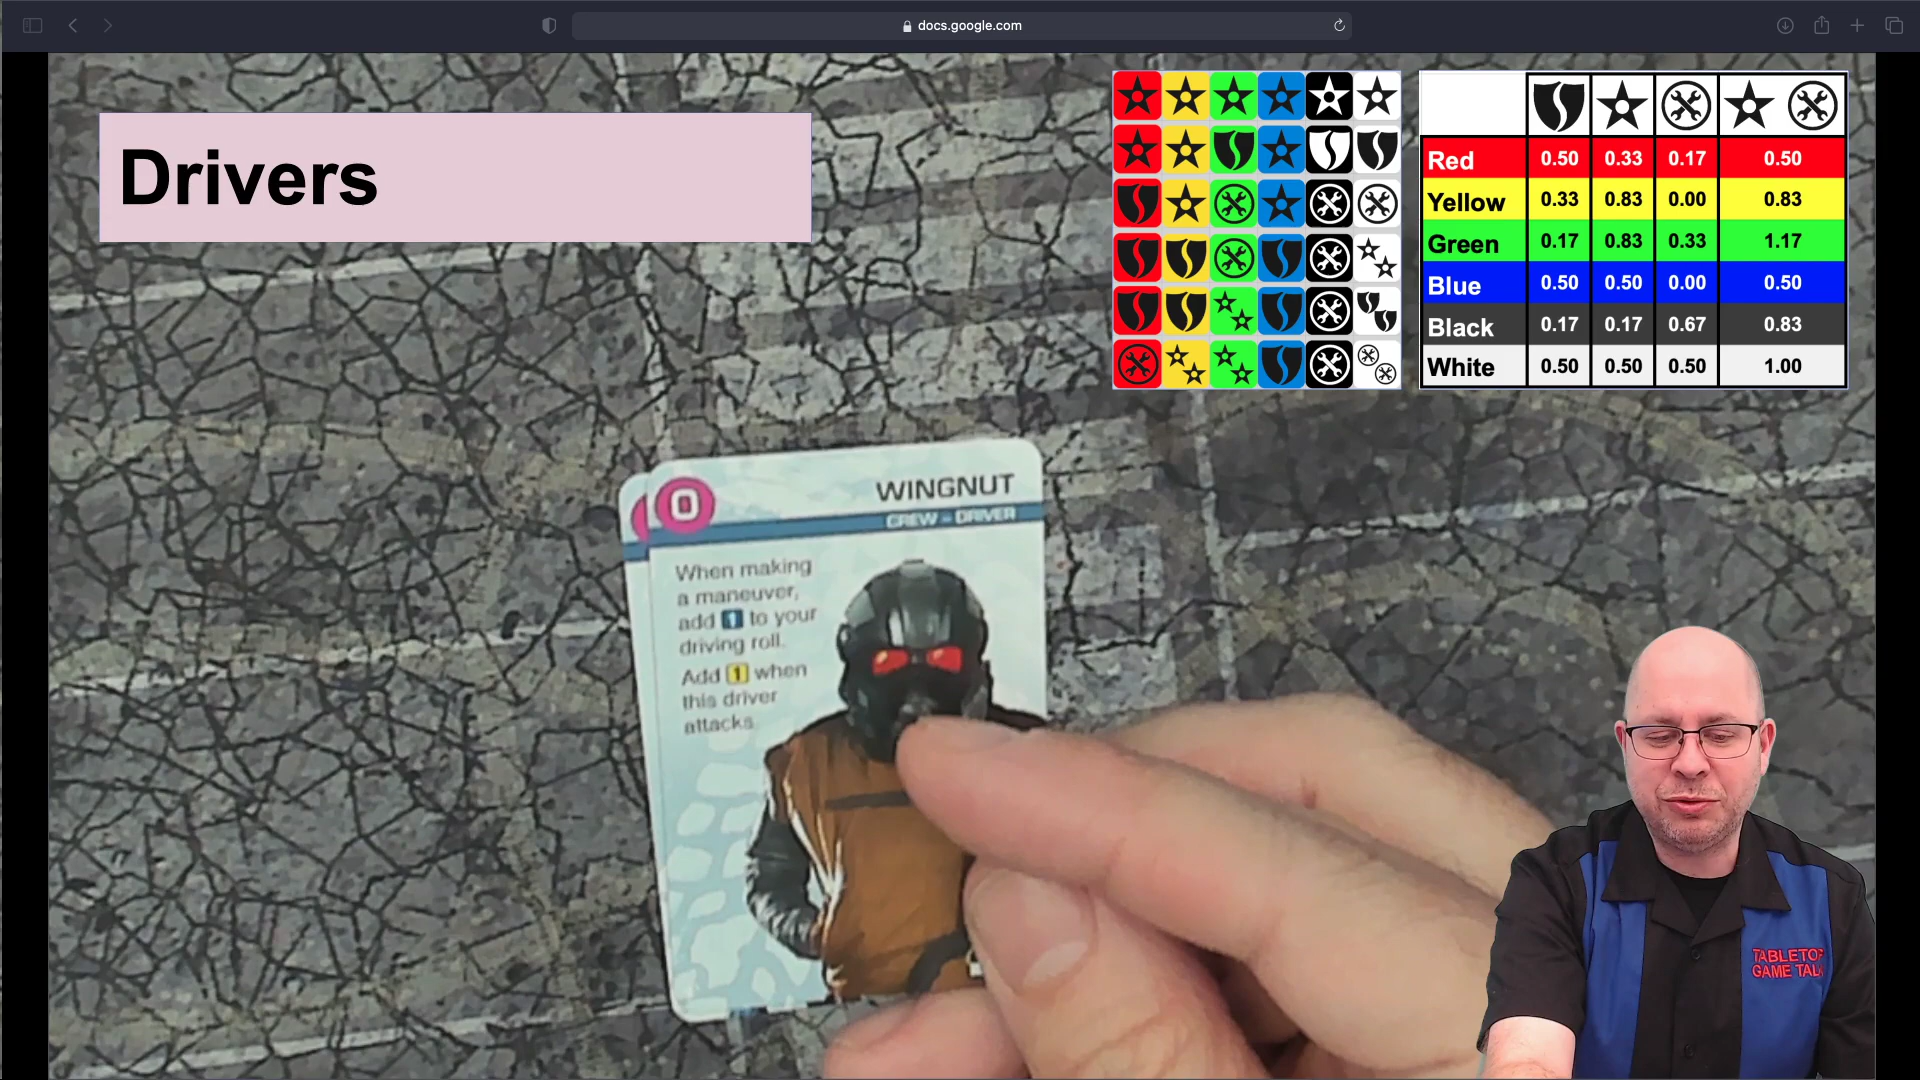 docs.google.com
Drivers
Red 0.50 0.33 0.17 0.50
Yellow 0.33 0.83 0.00 0.83
Green 0.17 0.83 0.33 1.17
Blue 0.50 0.50 0.00 0.50
Black 0.17 0.17 0.67 0.83
White 0.50 0.50 0.50 1.00
0 WINGNUT
CREW – DRIVER
When making
a maneuver,
add 1 to your
driving roll.
Add 1 when
this driver
attacks.
TABLETOP
GAME TALK